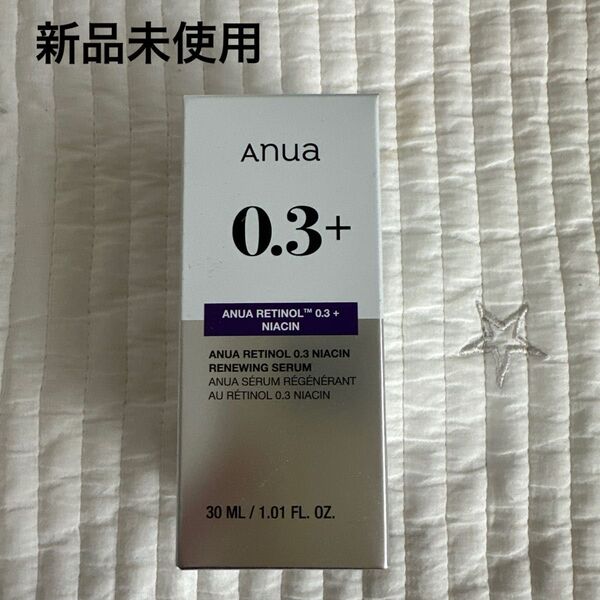 新品未使用
Anua
0.3+
ANUA RETINOL™ 0.3 +
NIACIN
ANUA RETINOL 0.3 NIACIN
RENEWING SERUM
ANUA SÉRUM RÉGÉNÉRANT
AU RÉTINOL 0.3 NIACIN
30 ML / 1.01 FL. OZ.